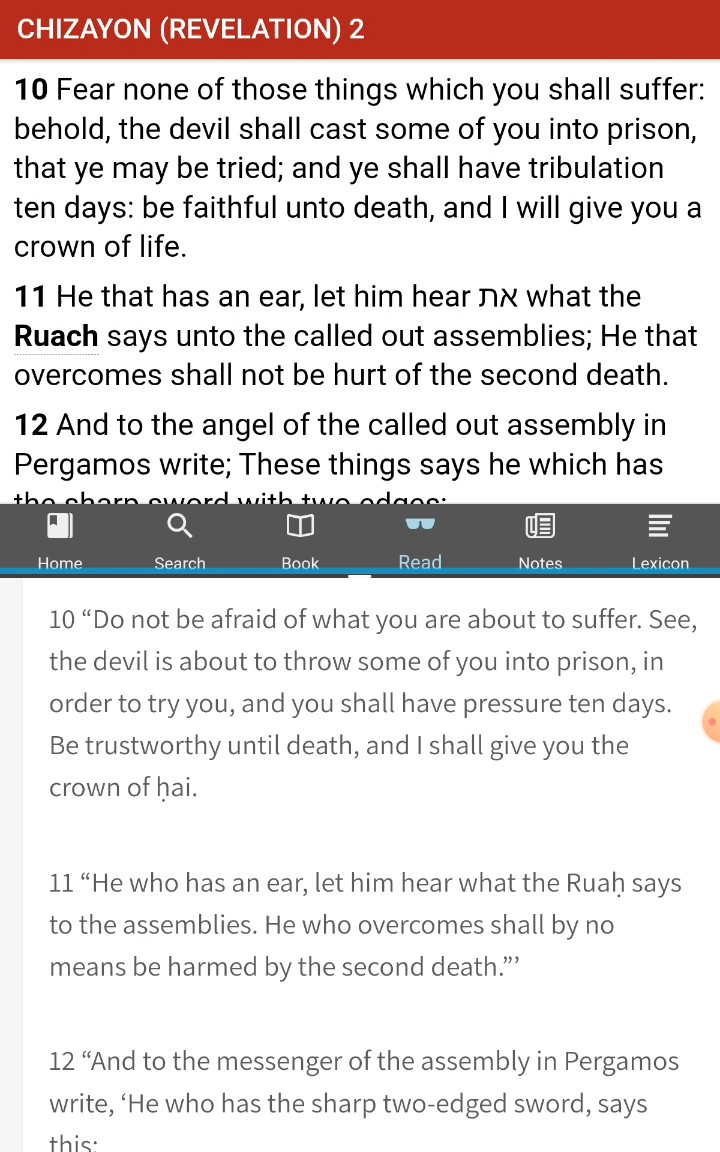 CHIZAYON (REVELATION) 2
10 Fear none of those things which you shall suffer:
behold, the devil shall cast some of you into prison,
that ye may be tried; and ye shall have tribulation
ten days: be faithful unto death, and I will give you a
crown of life.
11 He that has an ear, let him hear את what the
Ruach says unto the called out assemblies; He that
overcomes shall not be hurt of the second death.
12 And to the angel of the called out assembly in
Pergamos write; These things says he which has
the sharp sword with two edges;
Home Search Book Read Notes Lexicon
10 “Do not be afraid of what you are about to suffer. See,
the devil is about to throw some of you into prison, in
order to try you, and you shall have pressure ten days.
Be trustworthy until death, and I shall give you the
crown of ḥai.
11 “He who has an ear, let him hear what the Ruaḥ says
to the assemblies. He who overcomes shall by no
means be harmed by the second death.”’
12 “And to the messenger of the assembly in Pergamos
write, ‘He who has the sharp two-edged sword, says
this: